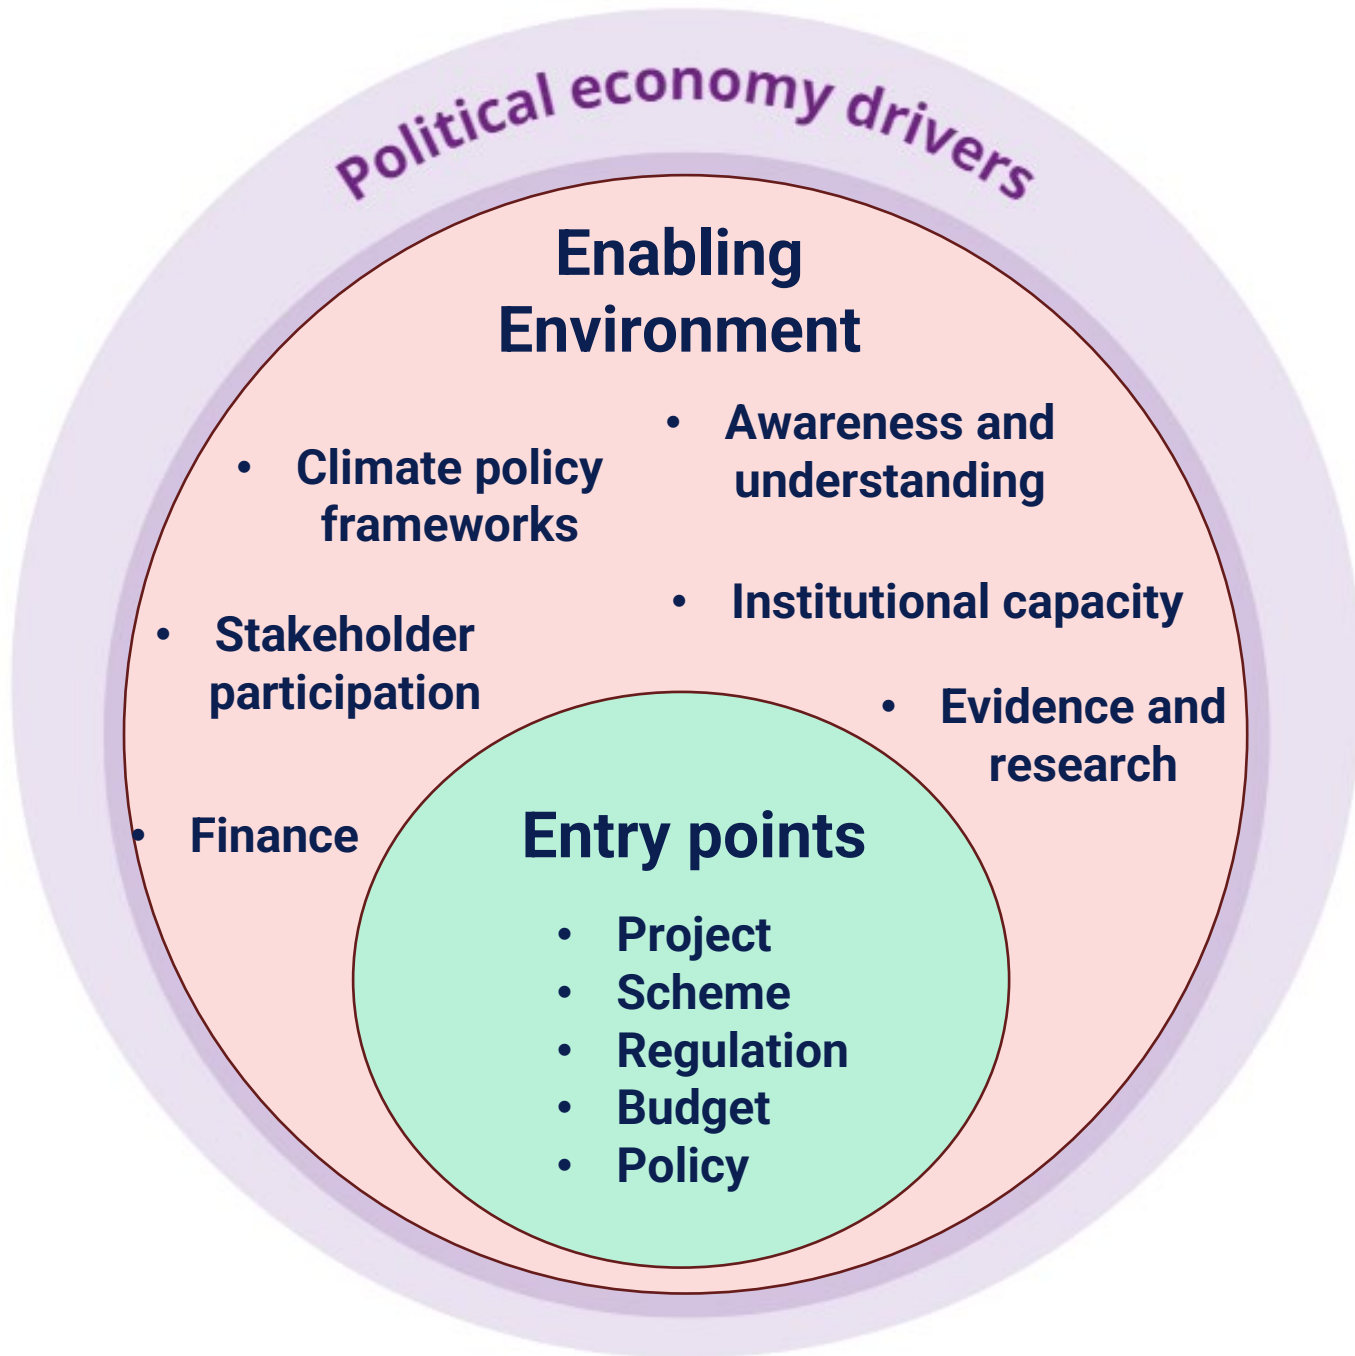 Political economy drivers
Enabling
Environment
• Climate policy
frameworks
• Stakeholder
participation
• Finance
• Awareness and
understanding
• Institutional capacity
• Evidence and
research
Entry points
• Project
• Scheme
• Regulation
• Budget
• Policy